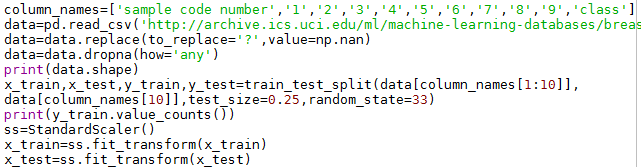 column_names=['sample code number','1','2','3','4','5','6','7','8','9','class']
data=pd.read_csv('http://archive.ics.uci.edu/ml/machine-learning-databases/breas
data=data.replace(to_replace='?',value=np.nan)
data=data.dropna(how='any')
print(data.shape)
x_train,x_test,y_train,y_test=train_test_split(data[column_names[1:10]],
data[column_names[10]],test_size=0.25,random_state=33)
print(y_train.value_counts())
ss=StandardScaler()
x_train=ss.fit_transform(x_train)
x_test=ss.fit_transform(x_test)